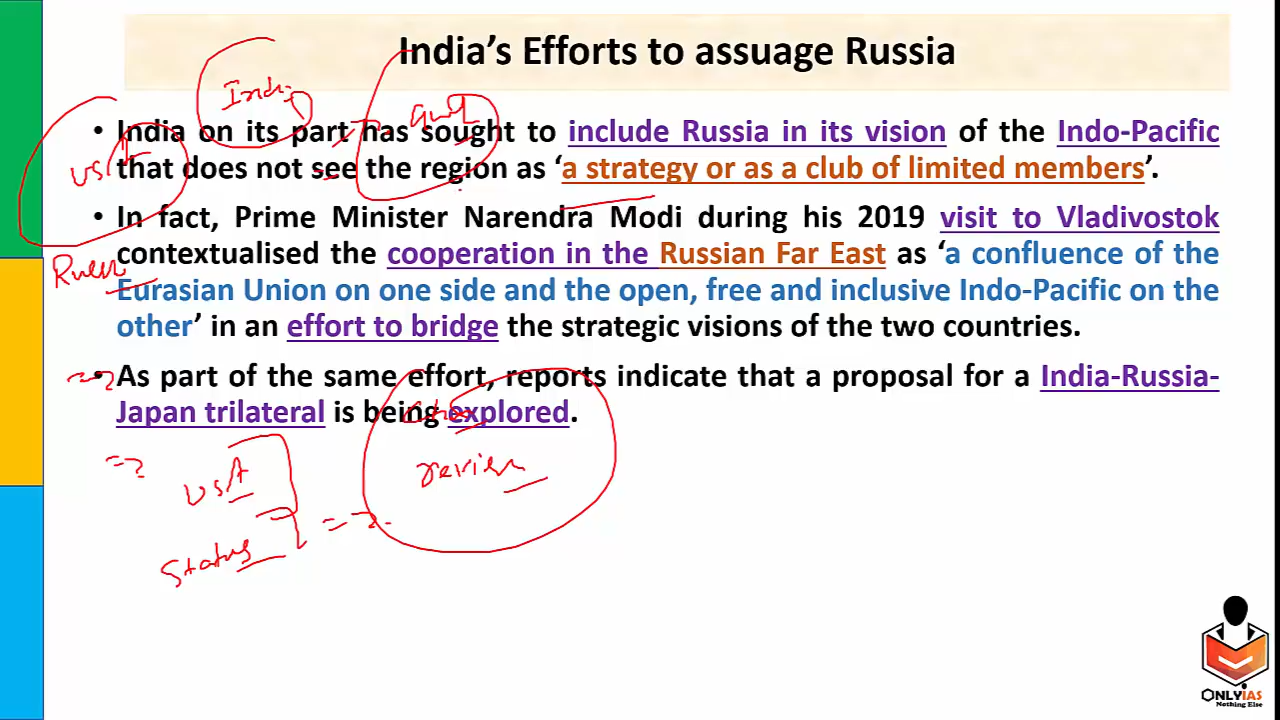 India's Efforts to assuage Russia
• India on its part has sought to include Russia in its vision of the Indo-Pacific
that does not see the region as ‘a strategy or as a club of limited members’.
• In fact, Prime Minister Narendra Modi during his 2019 visit to Vladivostok
contextualised the cooperation in the Russian Far East as ‘a confluence of the
Eurasian Union on one side and the open, free and inclusive Indo-Pacific on the
other’ in an effort to bridge the strategic visions of the two countries.
• As part of the same effort, reports indicate that a proposal for a India-Russia-
Japan trilateral is being explored.
India
USA
USA
Status
ONLYIAS
Nothing Else